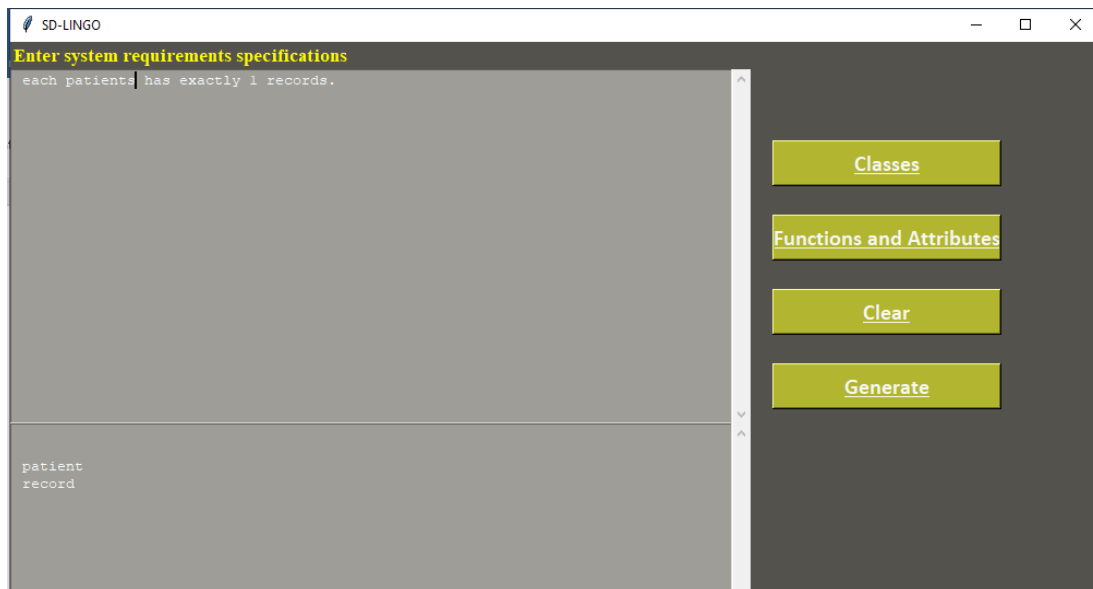 SD-LINGO
Enter system requirements specifications
each patients has exactly 1 records.
Classes
Functions and Attributes
Clear
Generate
patient
record